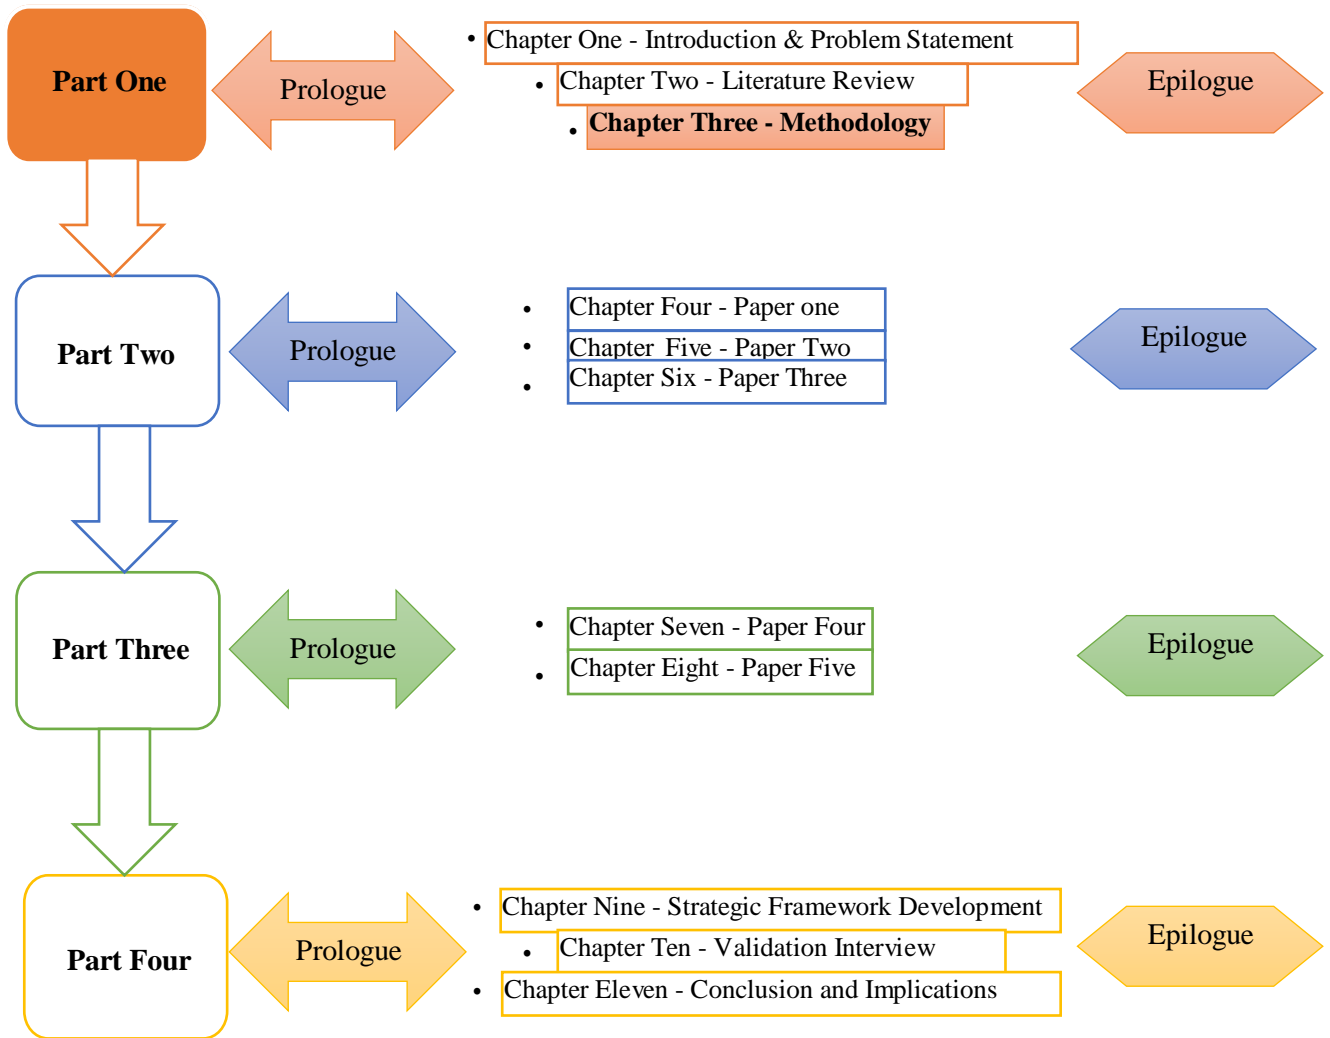 Part One
Prologue
• Chapter One - Introduction & Problem Statement
• Chapter Two - Literature Review
• Chapter Three - Methodology
Epilogue
Part Two
Prologue
• Chapter Four - Paper one
• Chapter Five - Paper Two
• Chapter Six - Paper Three
Epilogue
Part Three
Prologue
• Chapter Seven - Paper Four
• Chapter Eight - Paper Five
Epilogue
Part Four
Prologue
• Chapter Nine - Strategic Framework Development
• Chapter Ten - Validation Interview
• Chapter Eleven - Conclusion and Implications
Epilogue